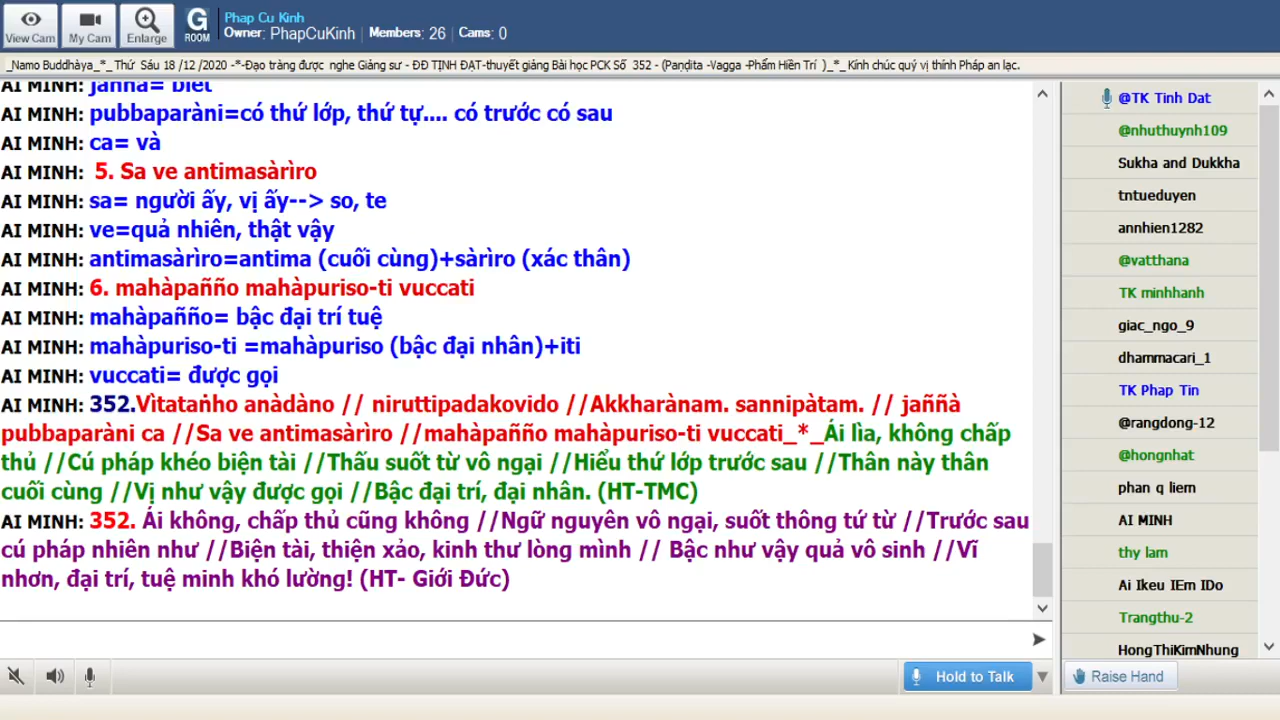 View Cam
My Cam
Enlarge
G
ROOM
Phap Cu Kinh
Owner: PhapCuKinh Members: 26 Cams: 0
_Namo Buddhàya_*_ Thứ Sáu 18 /12 /2020 -*-Đạo tràng được nghe Giảng sư - ĐĐ TỊNH ĐẠT-thuyết giảng Bài học PCK Số 352 - (Paṇḍita -Vagga -Phẩm Hiền Trí )_*_Kính chúc quý vị thính Pháp an lạc.
AI MINH: jaññà= biết
AI MINH: pubbaparàni=có thứ lớp, thứ tự.... có trước có sau
AI MINH: ca= và
AI MINH: 5. Sa ve antimasàrìro
AI MINH: sa= người ấy, vị ấy--> so, te
AI MINH: ve=quả nhiên, thật vậy
AI MINH: antimasàrìro=antima (cuối cùng)+sàrìro (xác thân)
AI MINH: 6. mahàpañño mahàpuriso-ti vuccati
AI MINH: mahàpañño= bậc đại trí tuệ
AI MINH: mahàpuriso-ti =mahàpuriso (bậc đại nhân)+iti
AI MINH: vuccati= được gọi
AI MINH: 352.Vìtataṅho anàdàno // niruttipadakovido //Akkharànam. sannipàtam. // jaññà
pubbaparàni ca //Sa ve antimasàrìro //mahàpañño mahàpuriso-ti vuccati_*_Ái lìa, không chấp
thủ //Cú pháp khéo biện tài //Thấu suốt từ vô ngại //Hiểu thứ lớp trước sau //Thân này thân
cuối cùng //Vị như vậy được gọi //Bậc đại trí, đại nhân. (HT-TMC)
AI MINH: 352. Ái không, chấp thủ cũng không //Ngữ nguyên vô ngại, suốt thông tứ từ //Trước sau
cú pháp nhiên như //Biện tài, thiện xảo, kinh thư lòng mình // Bậc như vậy quả vô sinh //Vĩ
nhơn, đại trí, tuệ minh khó lường! (HT- Giới Đức)
@TK Tinh Dat
@nhuthuynh109
Sukha and Dukkha
tntueduyen
annhien1282
@vatthana
TK minhhanh
giac_ngo_9
dhammacari_1
TK Phap Tin
@rangdong-12
@hongnhat
phan q liem
AI MINH
thy lam
Ai Ikeu IEm IDo
Trangthu-2
HongThiKimNhung
Hold to Talk
Raise Hand